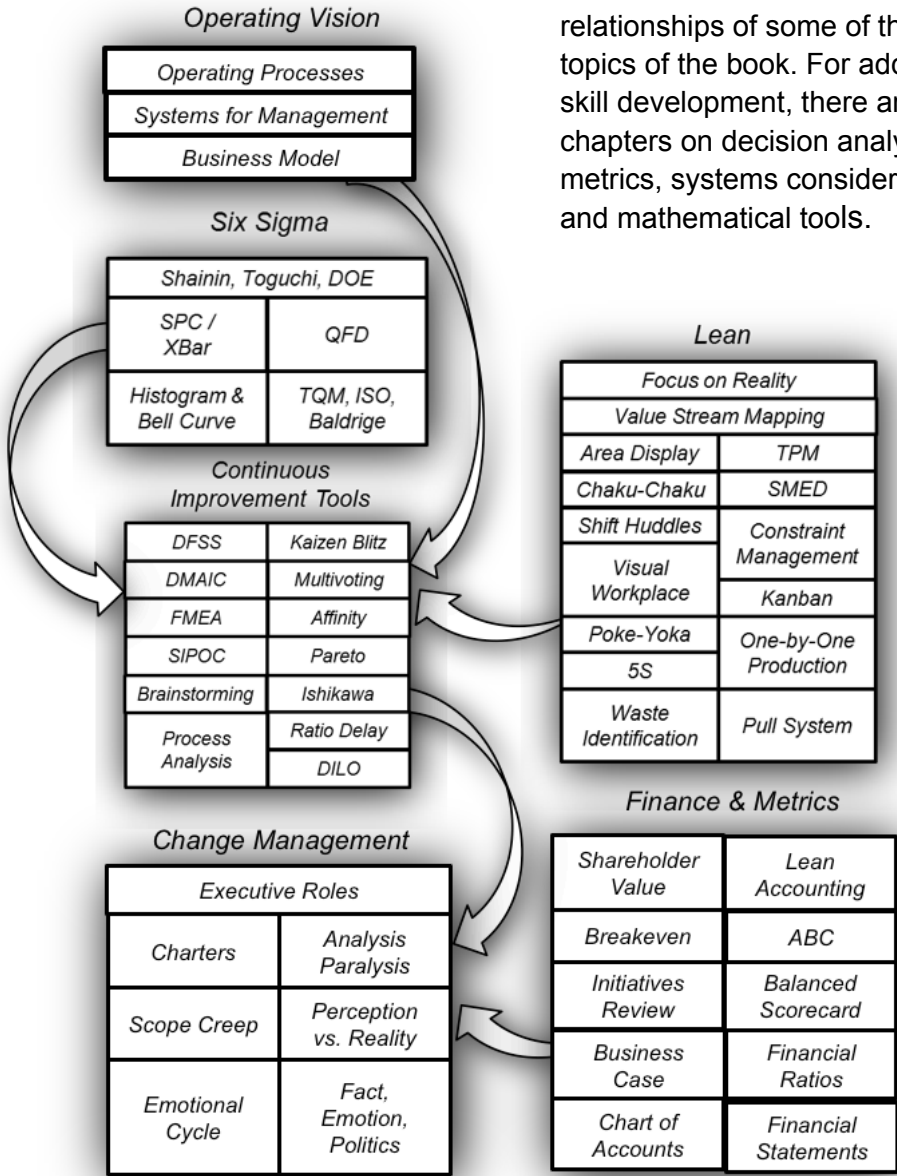 Operating Vision
Operating Processes
Systems for Management
Business Model
relationships of some of th
topics of the book. For add
skill development, there ar
chapters on decision analy
metrics, systems consider
and mathematical tools.
Six Sigma
Shainin, Toguchi, DOE
SPC /
XBar
QFD
Histogram &
Bell Curve
TQM, ISO,
Baldrige
Continuous
Improvement Tools
DFSS
Kaizen Blitz
DMAIC
Multivoting
FMEA
Affinity
SIPOC
Pareto
Brainstorming
Ishikawa
Process
Analysis
Ratio Delay
DILO
Lean
Focus on Reality
Value Stream Mapping
Area Display
TPM
Chaku-Chaku
SMED
Shift Huddles
Constraint
Management
Visual
Workplace
Kanban
Poke-Yoka
One-by-One
Production
5S
Waste
Identification
Pull System
Change Management
Executive Roles
Charters
Analysis
Paralysis
Scope Creep
Perception
vs. Reality
Emotional
Cycle
Fact,
Emotion,
Politics
Finance & Metrics
Shareholder
Value
Lean
Accounting
Breakeven
ABC
Initiatives
Review
Balanced
Scorecard
Business
Case
Financial
Ratios
Chart of
Accounts
Financial
Statements